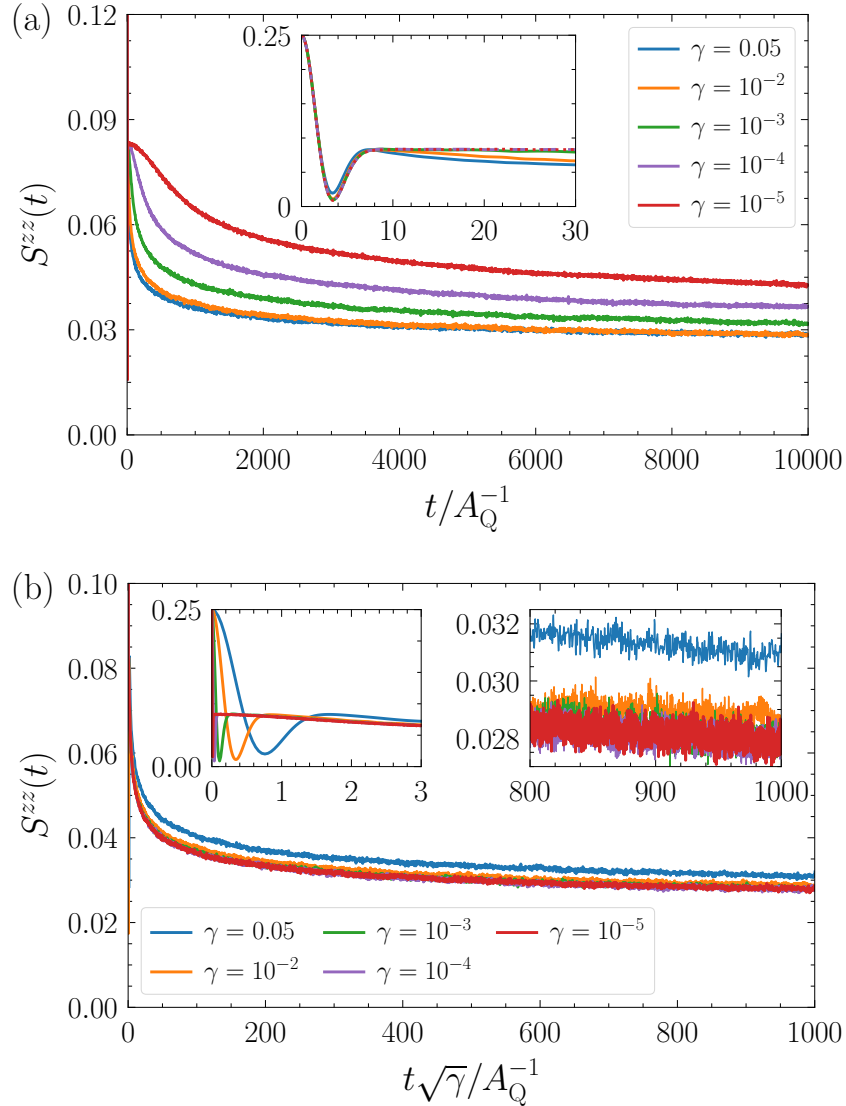 (a)
S^{zz}(t)
0.12
0.09
0.06
0.03
0.00
0
2000
4000
6000
8000
10000
t/A_Q^{-1}
0.25
0
0
10
20
30
γ = 0.05
γ = 10^{-2}
γ = 10^{-3}
γ = 10^{-4}
γ = 10^{-5}
(b)
S^{zz}(t)
0.10
0.08
0.06
0.04
0.02
0.00
0
200
400
600
800
1000
t√γ/A_Q^{-1}
0.25
0.00
0
1
2
3
0.032
0.030
0.028
800
900
1000
γ = 0.05
γ = 10^{-2}
γ = 10^{-3}
γ = 10^{-4}
γ = 10^{-5}